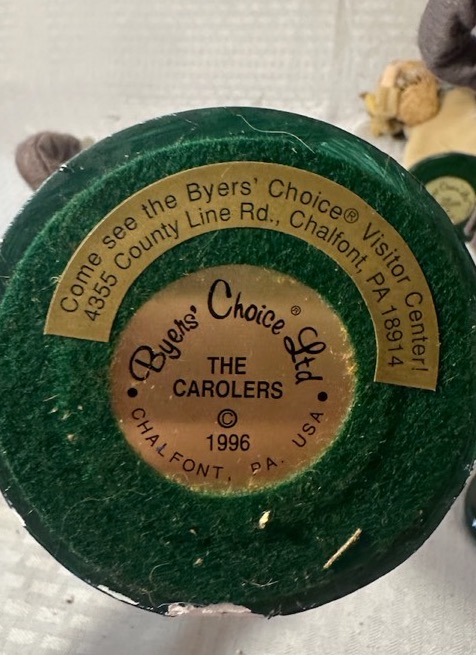 Come see the Byers' Choice® Visitor Center!
4355 County Line Rd., Chalfont, PA 18914
Byers' Choice ® Ltd
THE
CAROLERS
©
1996
• CHALFONT, PA. USA •